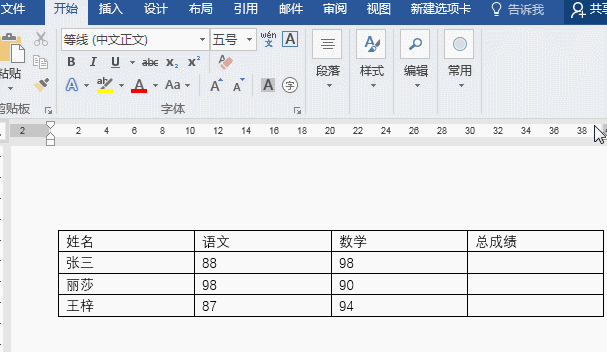 文件 开始 插入 设计 布局 引用 邮件 审阅 视图 新建选项卡 告诉我 共享
粘贴 等线 (中文正文) 五号 wén 文 A
B I U abc x₂ x² 段落 样式 编辑 常用
A aby A Aa A A A 字
剪贴板 字体
2 2 4 6 8 10 12 14 16 18 20 22 24 26 28 30 32 34 36 38
姓名 语文 数学 总成绩
张三 88 98
丽莎 98 90
王梓 87 94